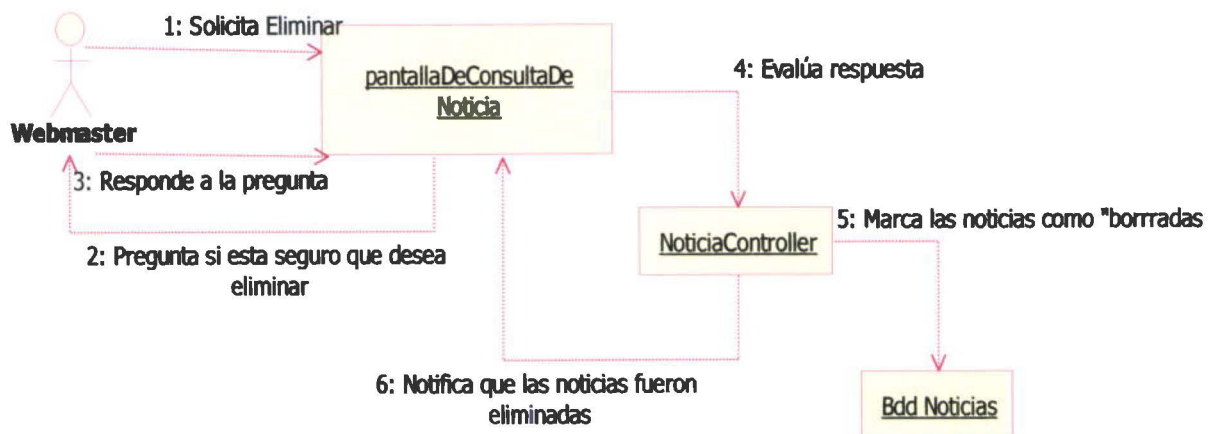 1: Solicita Eliminar
pantallaDeConsultaDe
Noticia
4: Evalúa respuesta
Webmaster
3: Responde a la pregunta
2: Pregunta si esta seguro que desea
eliminar
NoticiaController
5: Marca las noticias como "borrradas
6: Notifica que las noticias fueron
eliminadas
Bdd Noticias